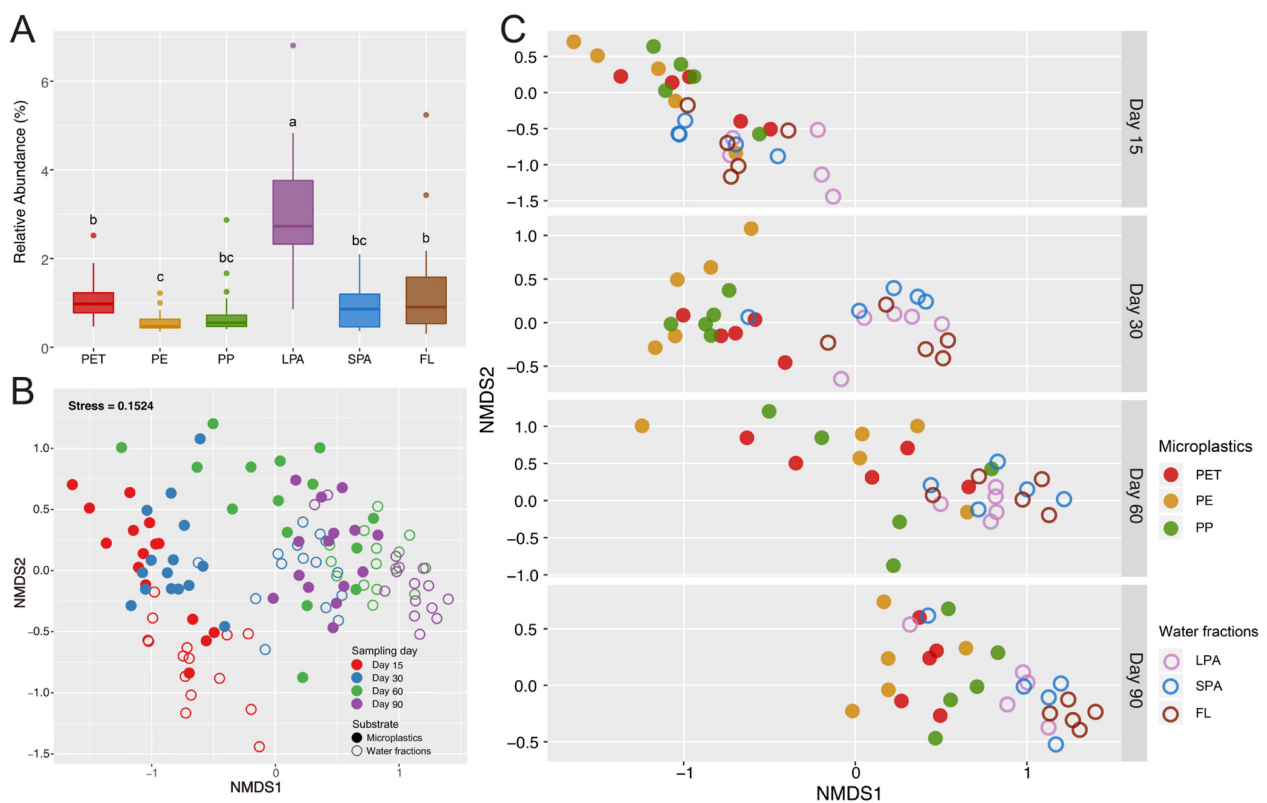 A
Relative Abundance (%)
6
4
2
0
b
c
bc
a
bc
b
PET
PE
PP
LPA
SPA
FL
B
Stress = 0.1524
NMDS2
1.0
0.5
0.0
−0.5
−1.0
−1.5
−1
0
1
NMDS1
Sampling day
Day 15
Day 30
Day 60
Day 90
Substrate
Microplastics
Water fractions
C
NMDS2
0.5
0.0
−0.5
−1.0
−1.5
Day 15
1.0
0.5
0.0
−0.5
Day 30
1.0
0.5
0.0
−0.5
−1.0
Day 60
0.5
0.0
−0.5
Day 90
−1
0
1
NMDS1
Microplastics
PET
PE
PP
Water fractions
LPA
SPA
FL